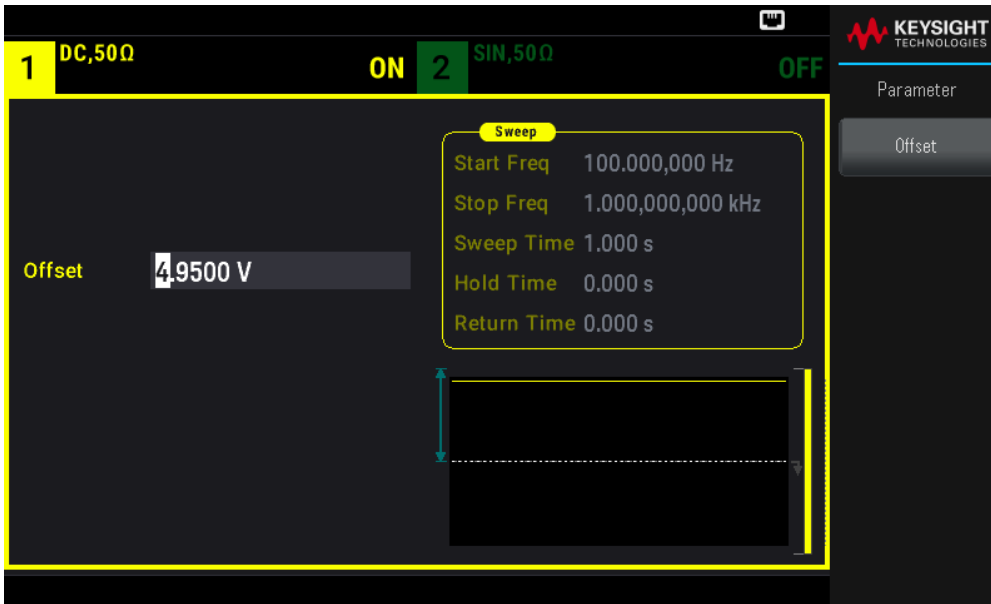 KEYSIGHT
TECHNOLOGIES
1 DC,50Ω ON 2 SIN,50Ω OFF
Parameter
Offset
Sweep
Start Freq 100.000,000 Hz
Stop Freq 1.000,000,000 kHz
Sweep Time 1.000 s
Offset 4.9500 V
Hold Time 0.000 s
Return Time 0.000 s